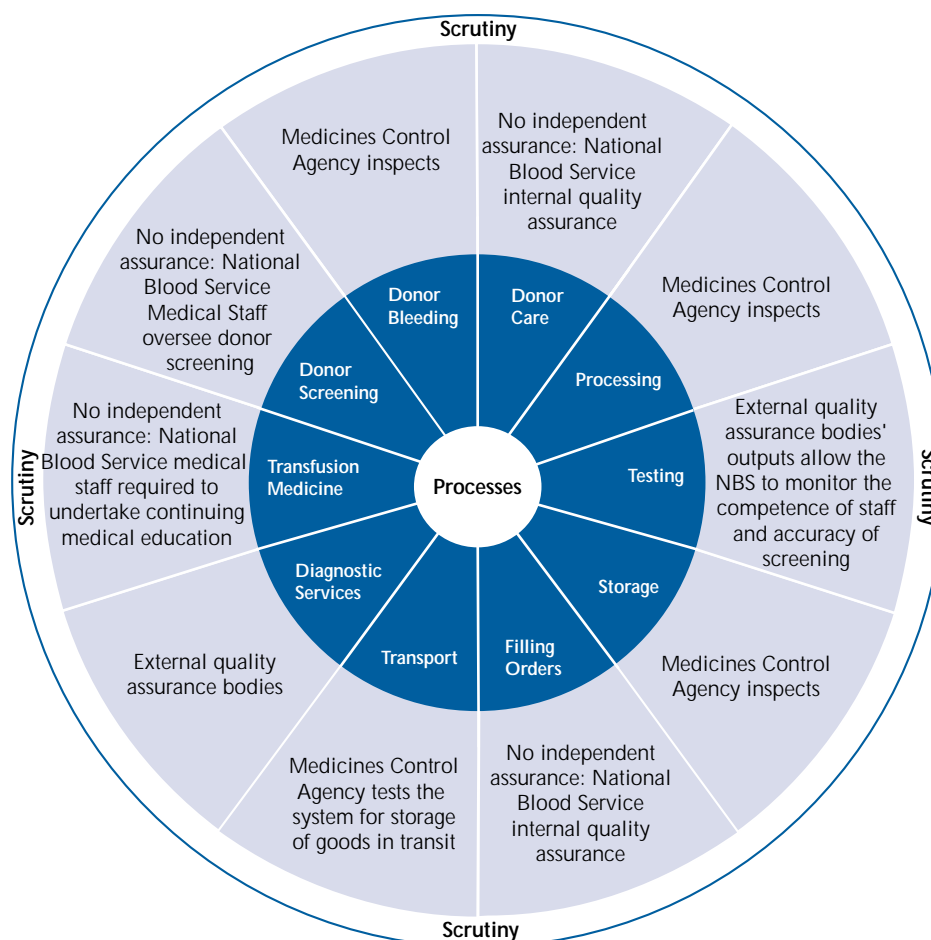 Scrutiny
No independent
assurance: National
Blood Service
internal quality
assurance
Medicines Control
Agency inspects
External quality
assurance bodies'
outputs allow the
NBS to monitor the
competence of staff
and accuracy of
screening
Scrutiny
Medicines Control
Agency inspects
No independent
assurance: National
Blood Service
internal quality
assurance
Scrutiny
Medicines Control
Agency tests the
system for storage
of goods in transit
External quality
assurance bodies
No independent
assurance: National
Blood Service medical
staff required to
undertake continuing
medical education
Scrutiny
No independent
assurance: National
Blood Service
Medical Staff
oversee donor
screening
Medicines Control
Agency inspects
Donor
Care
Processing
Testing
Storage
Filling
Orders
Transport
Diagnostic
Services
Transfusion
Medicine
Donor
Screening
Donor
Bleeding
Processes